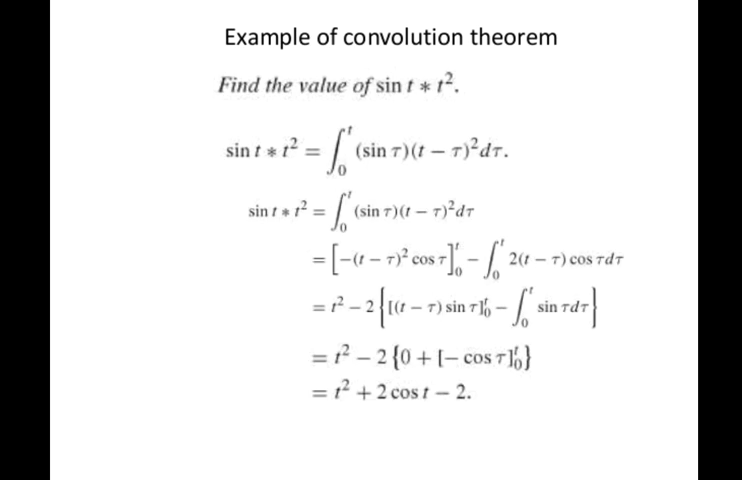 Example of convolution theorem
Find the value of sin t ∗ t².
sin t ∗ t² = ∫₀ᵗ (sin τ)(t − τ)²dτ.
sin t ∗ t² = ∫₀ᵗ (sin τ)(t − τ)²dτ
= [−(t − τ)² cos τ]₀ᵗ − ∫₀ᵗ 2(t − τ) cos τdτ
= t² − 2 {[(t − τ) sin τ]₀ᵗ − ∫₀ᵗ sin τdτ}
= t² − 2 {0 + [− cos τ]₀ᵗ}
= t² + 2 cos t − 2.